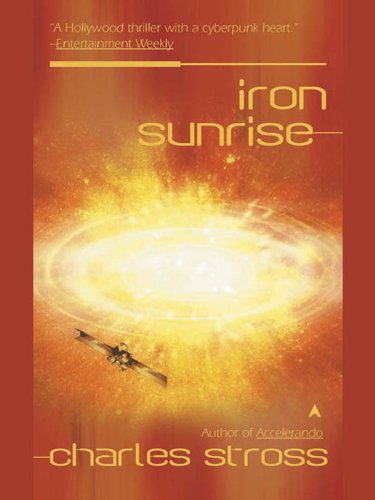 "A Hollywood thriller with a cyberpunk heart."
–Entertainment Weekly
iron
sunrise
Author of Accelerando
charles stross